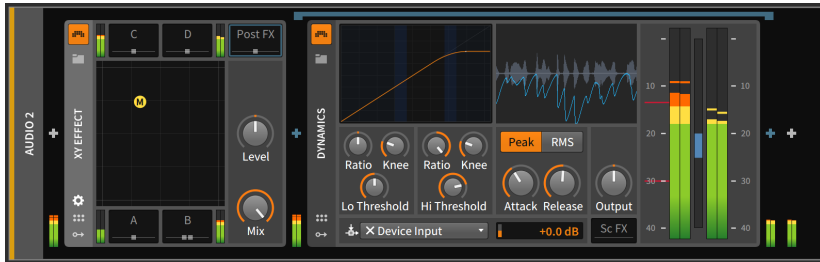 AUDIO 2
XY EFFECT
C
D
Post FX
M
Level
A
B
Mix
DYNAMICS
Ratio
Knee
Ratio
Knee
Lo Threshold
Hi Threshold
Peak
RMS
Attack
Release
Output
Device Input
+0.0 dB
Sc FX
10
10
20
20
30
30
40
40